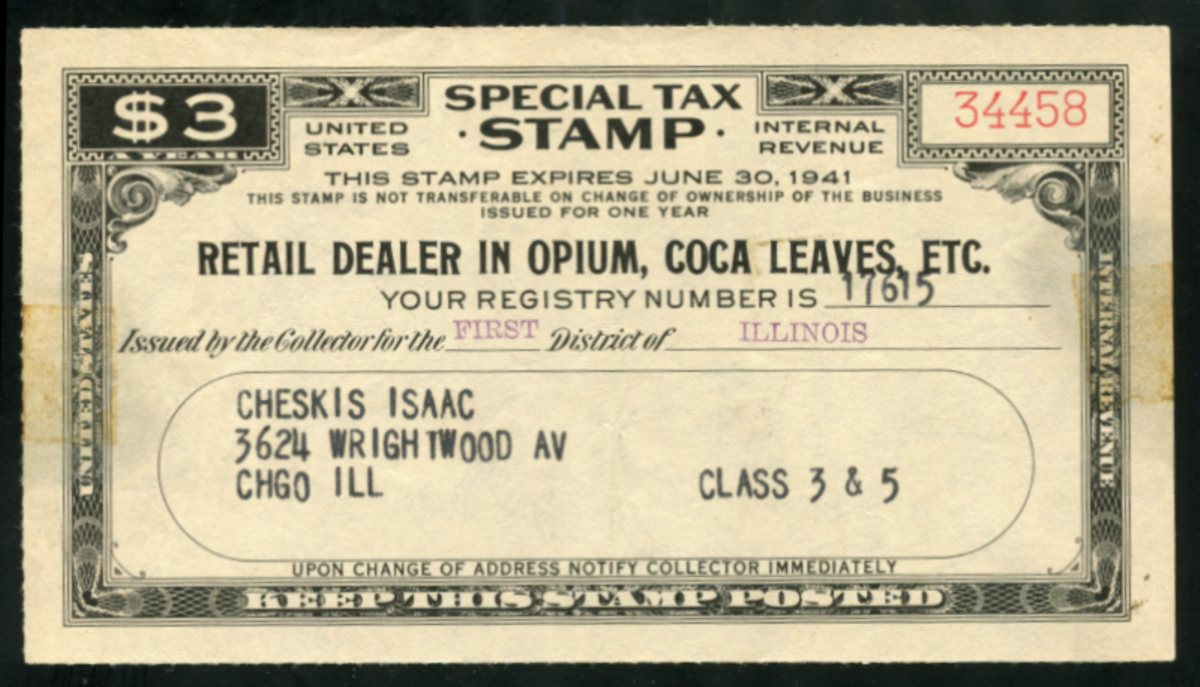 $3
A YEAR
UNITED STATES
SPECIAL TAX
· STAMP ·
INTERNAL REVENUE
34458
THIS STAMP EXPIRES JUNE 30, 1941
THIS STAMP IS NOT TRANSFERABLE ON CHANGE OF OWNERSHIP OF THE BUSINESS
ISSUED FOR ONE YEAR
RETAIL DEALER IN OPIUM, COCA LEAVES, ETC.
YOUR REGISTRY NUMBER IS 17615
Issued by the Collector for the FIRST District of ILLINOIS
CHESKIS ISAAC
3624 WRIGHTWOOD AV
CHGO ILL CLASS 3 & 5
UPON CHANGE OF ADDRESS NOTIFY COLLECTOR IMMEDIATELY
KEEP THIS STAMP POSTED
INTERNAL REVENUE